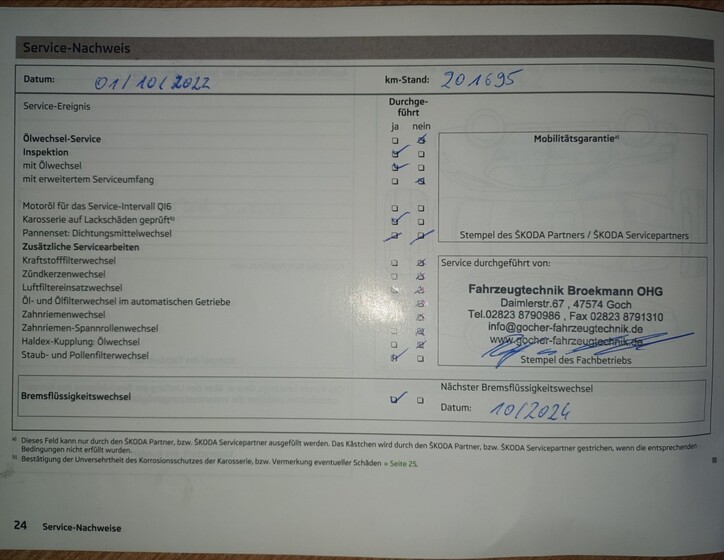 Service-Nachweis
Datum: 01/10/2022 km-Stand: 201695
Service-Ereignis Durchge-
führt
ja nein
Ölwechsel-Service
Inspektion
mit Ölwechsel
mit erweitertem Serviceumfang
Mobilitätsgarantie a)
Motoröl für das Service-Intervall QI6
Karosserie auf Lackschäden geprüft b)
Pannenset: Dichtungsmittelwechsel
Stempel des ŠKODA Partners / ŠKODA Servicepartners
Zusätzliche Servicearbeiten
Kraftstofffilterwechsel
Zündkerzenwechsel
Luftfiltereinsatzwechsel
Öl- und Ölfilterwechsel im automatischen Getriebe
Zahnriemenwechsel
Zahnriemen-Spannrollenwechsel
Haldex-Kupplung: Ölwechsel
Staub- und Pollenfilterwechsel
Service durchgeführt von:
Fahrzeugtechnik Broekmann OHG
Daimlerstr.67 , 47574 Goch
Tel.02823 8790986 , Fax 02823 8791310
info@gocher-fahrzeugtechnik.de
www.gocher-fahrzeugtechnik.de
Stempel des Fachbetriebs
Bremsflüssigkeitswechsel
Nächster Bremsflüssigkeitswechsel
Datum: 10/2024
a) Dieses Feld kann nur durch den ŠKODA Partner, bzw. ŠKODA Servicepartner ausgefüllt werden. Das Kästchen wird durch den ŠKODA Partner, bzw. ŠKODA Servicepartner gestrichen, wenn die entsprechenden
Bedingungen nicht erfüllt wurden.
b) Bestätigung der Unversehrtheit des Korrosionsschutzes der Karosserie, bzw. Vermerkung eventueller Schäden » Seite 25.
24 Service-Nachweise